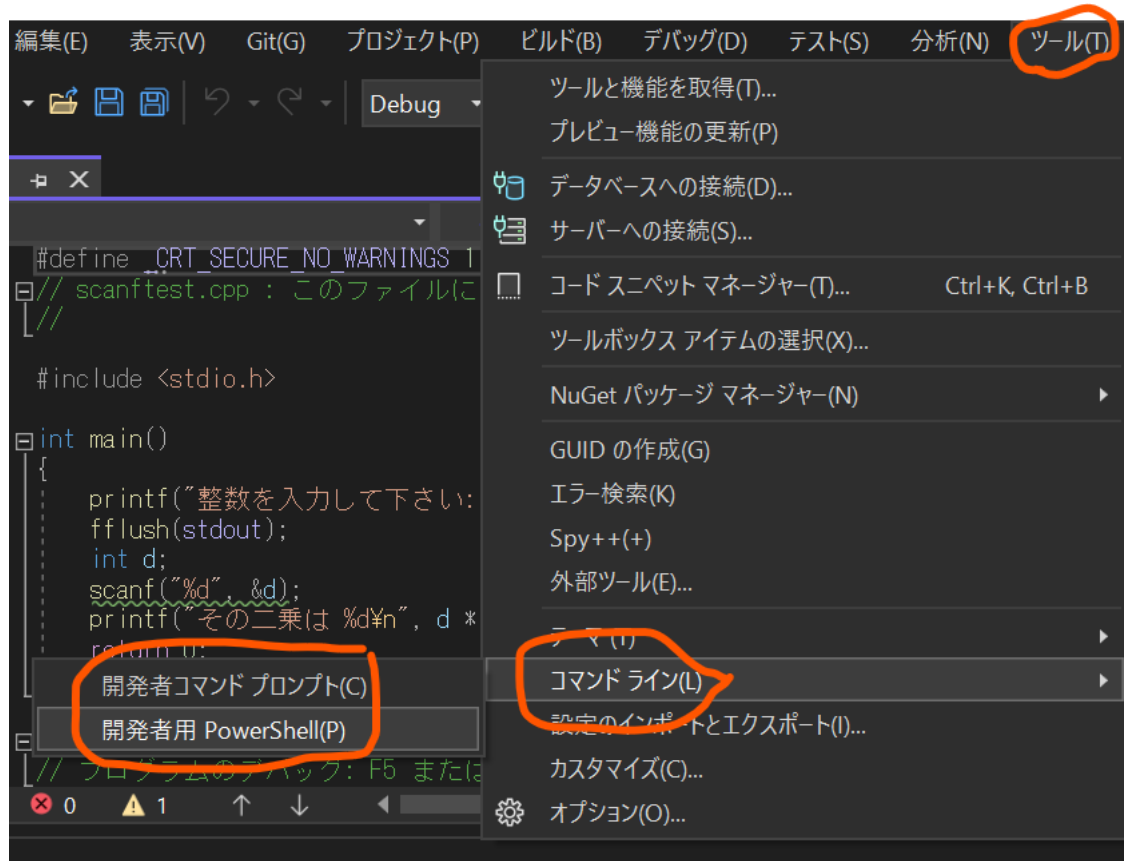 編集(E) 表示(V) Git(G) プロジェクト(P) ビルド(B) デバッグ(D) テスト(S) 分析(N) ツール(T)
Debug
ツールと機能を取得(T)...
プレビュー機能の更新(P)
データベースへの接続(D)...
サーバーへの接続(S)...
コード スニペット マネージャー(T)... Ctrl+K, Ctrl+B
ツールボックス アイテムの選択(X)...
NuGet パッケージ マネージャー(N)
GUID の作成(G)
エラー検索(K)
Spy++(+)
外部ツール(E)...
テーマ(T)
コマンド ライン(L)
設定のインポートとエクスポート(I)...
カスタマイズ(C)...
オプション(O)...
開発者コマンド プロンプト(C)
開発者用 PowerShell(P)
#define _CRT_SECURE_NO_WARNINGS 1
// scanftest.cpp : このファイルに
//
#include <stdio.h>
int main()
{
printf("整数を入力して下さい:
fflush(stdout);
int d;
scanf("%d", &d);
printf("その二乗は %d¥n", d *
return 0;
// プログラムのデバッグ: F5 または
0 1